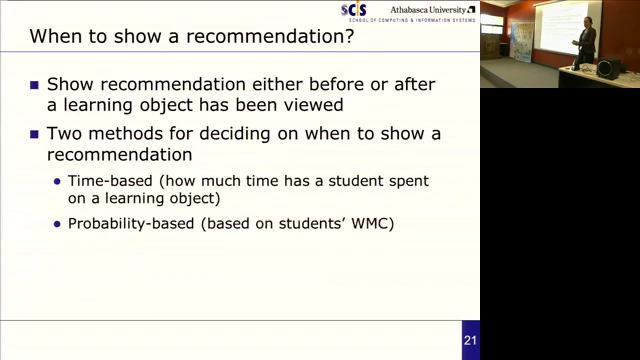 SCIS
SCHOOL OF COMPUTING & INFORMATION SYSTEMS
Athabasca University
When to show a recommendation?
Show recommendation either before or after
a learning object has been viewed
Two methods for deciding on when to show a
recommendation
Time-based (how much time has a student spent
on a learning object)
Probability-based (based on students' WMC)
21